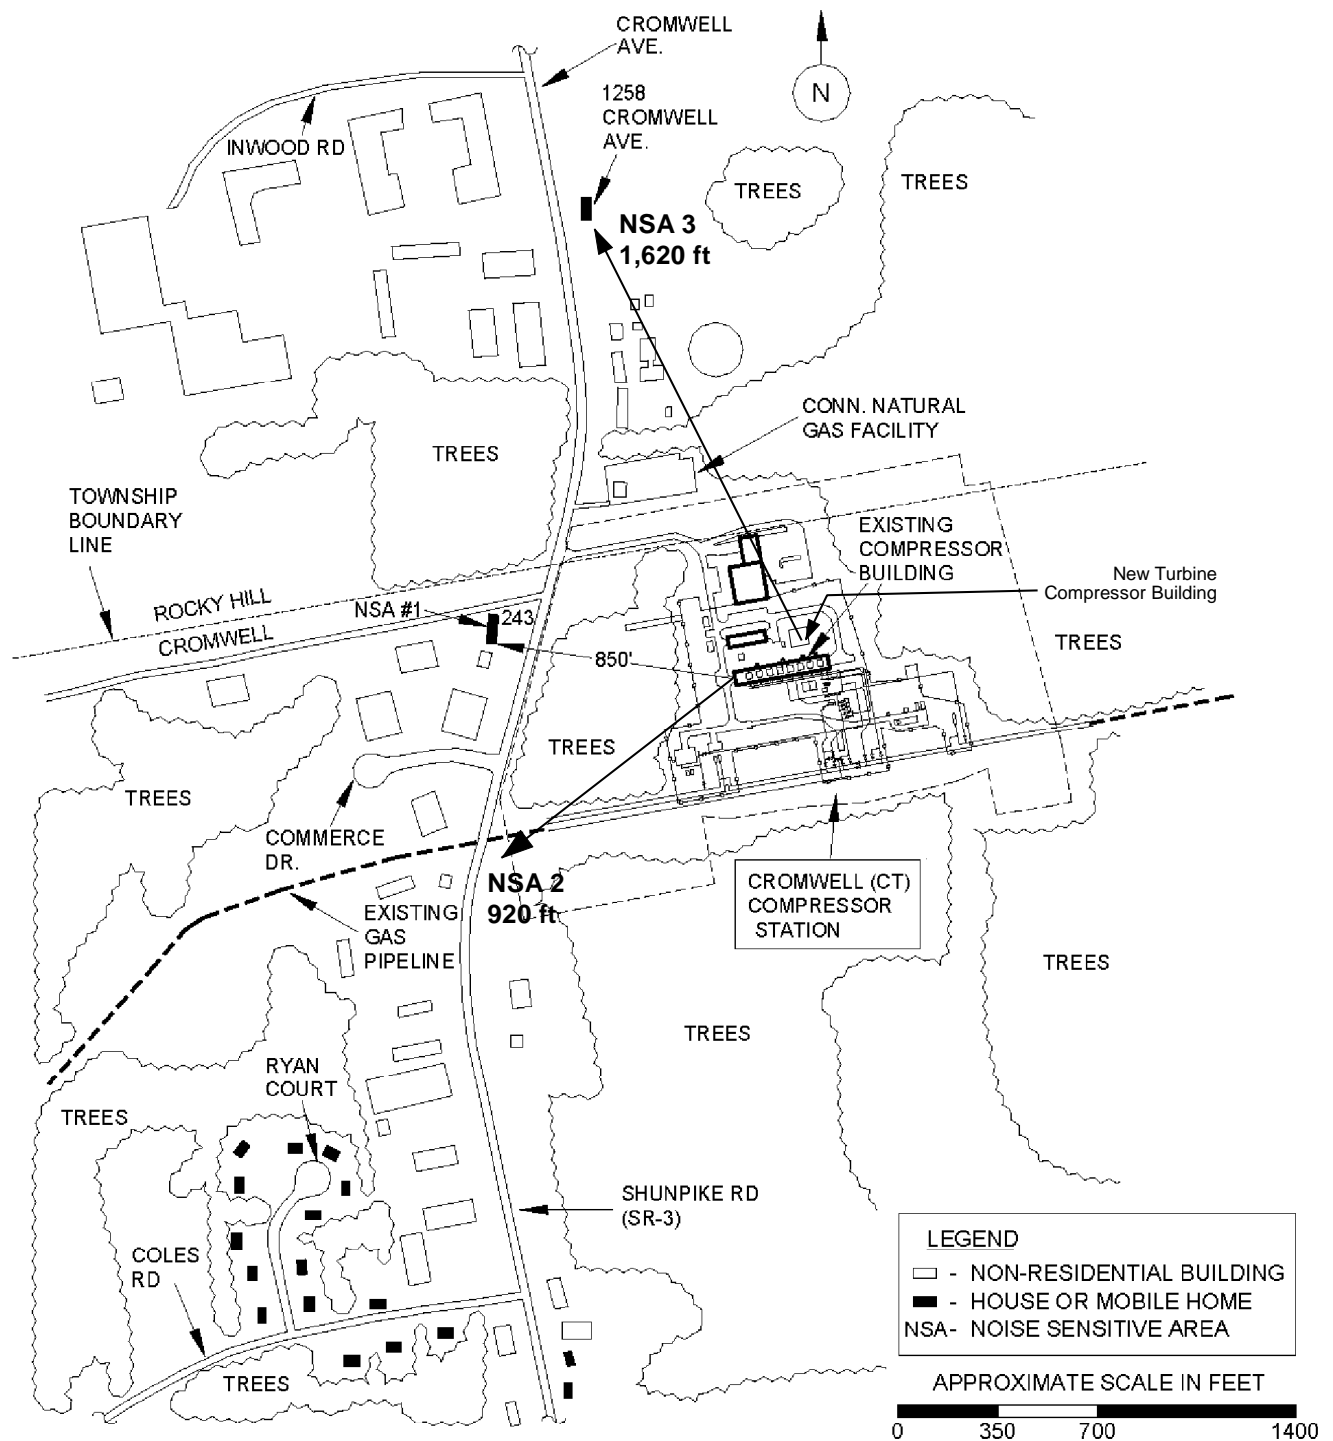 CROMWELL
AVE.
1258
CROMWELL
AVE.
N
INWOOD RD
TREES
TREES
NSA 3
1,620 ft
CONN. NATURAL
GAS FACILITY
TREES
TOWNSHIP
BOUNDARY
LINE
EXISTING
COMPRESSOR
BUILDING
New Turbine
Compressor Building
ROCKY HILL
CROMWELL
NSA #1
243
850'
TREES
TREES
TREES
COMMERCE
DR.
NSA 2
920 ft
EXISTING
GAS
PIPELINE
CROMWELL (CT)
COMPRESSOR
STATION
TREES
TREES
RYAN
COURT
TREES
SHUNPIKE RD
(SR-3)
COLES
RD
TREES
LEGEND
- NON-RESIDENTIAL BUILDING
- HOUSE OR MOBILE HOME
NSA- NOISE SENSITIVE AREA
APPROXIMATE SCALE IN FEET
0 350 700 1400